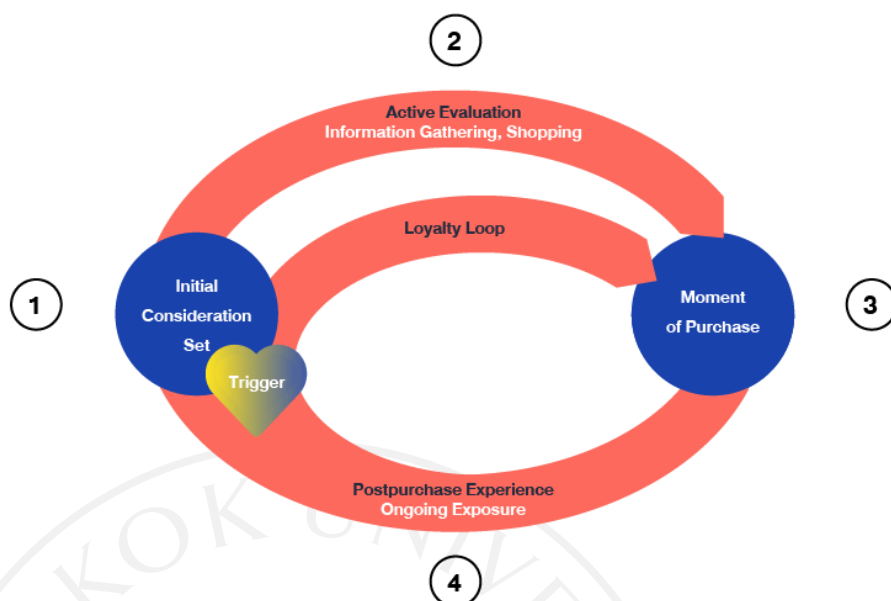 2
Active Evaluation
Information Gathering, Shopping
Loyalty Loop
1
Initial
Consideration
Set
Trigger
Moment
of Purchase
3
Postpurchase Experience
Ongoing Exposure
4